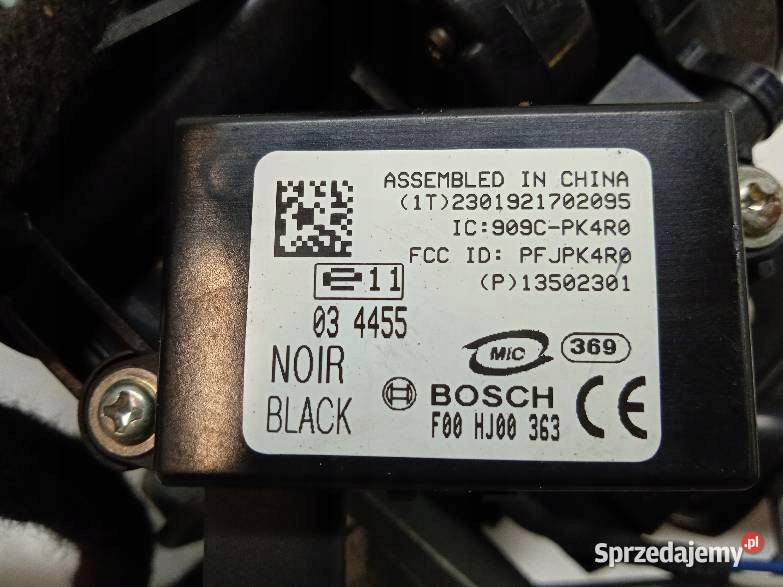 ASSEMBLED IN CHINA
(1T)2301921702095
IC:909C-PK4R0
FCC ID: PFJPK4R0
(P)13502301
e11
03 4455
MIC
369
NOIR
BLACK
BOSCH
CE
F00 HJ00 363
Sprzedajemy.pl